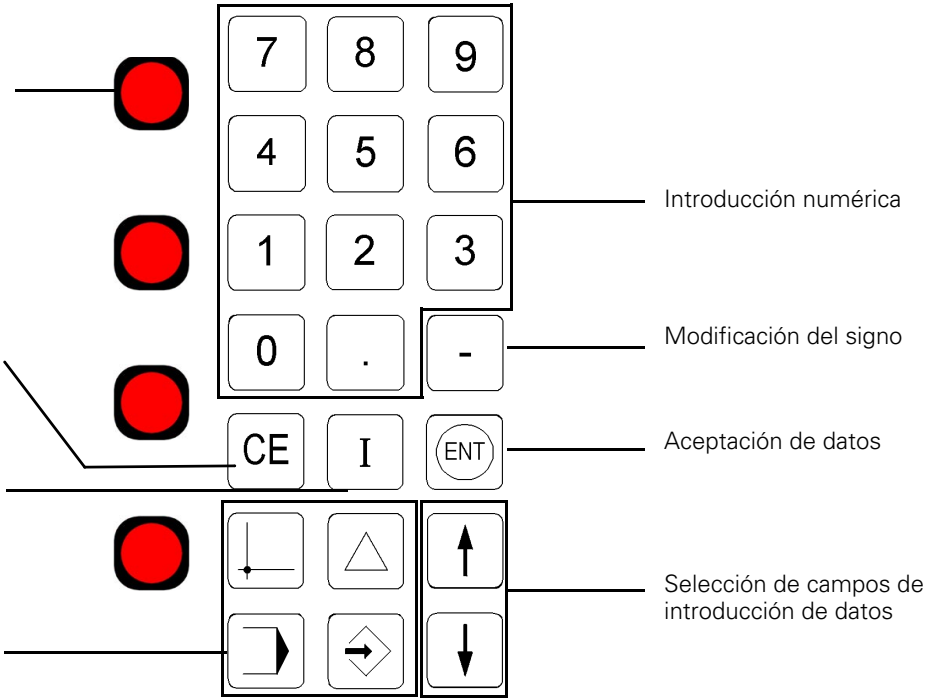 7 8 9
4 5 6
Introducción numérica
1 2 3
0 . -
Modificación del signo
CE I ENT
Aceptación de datos
Selección de campos de
introducción de datos